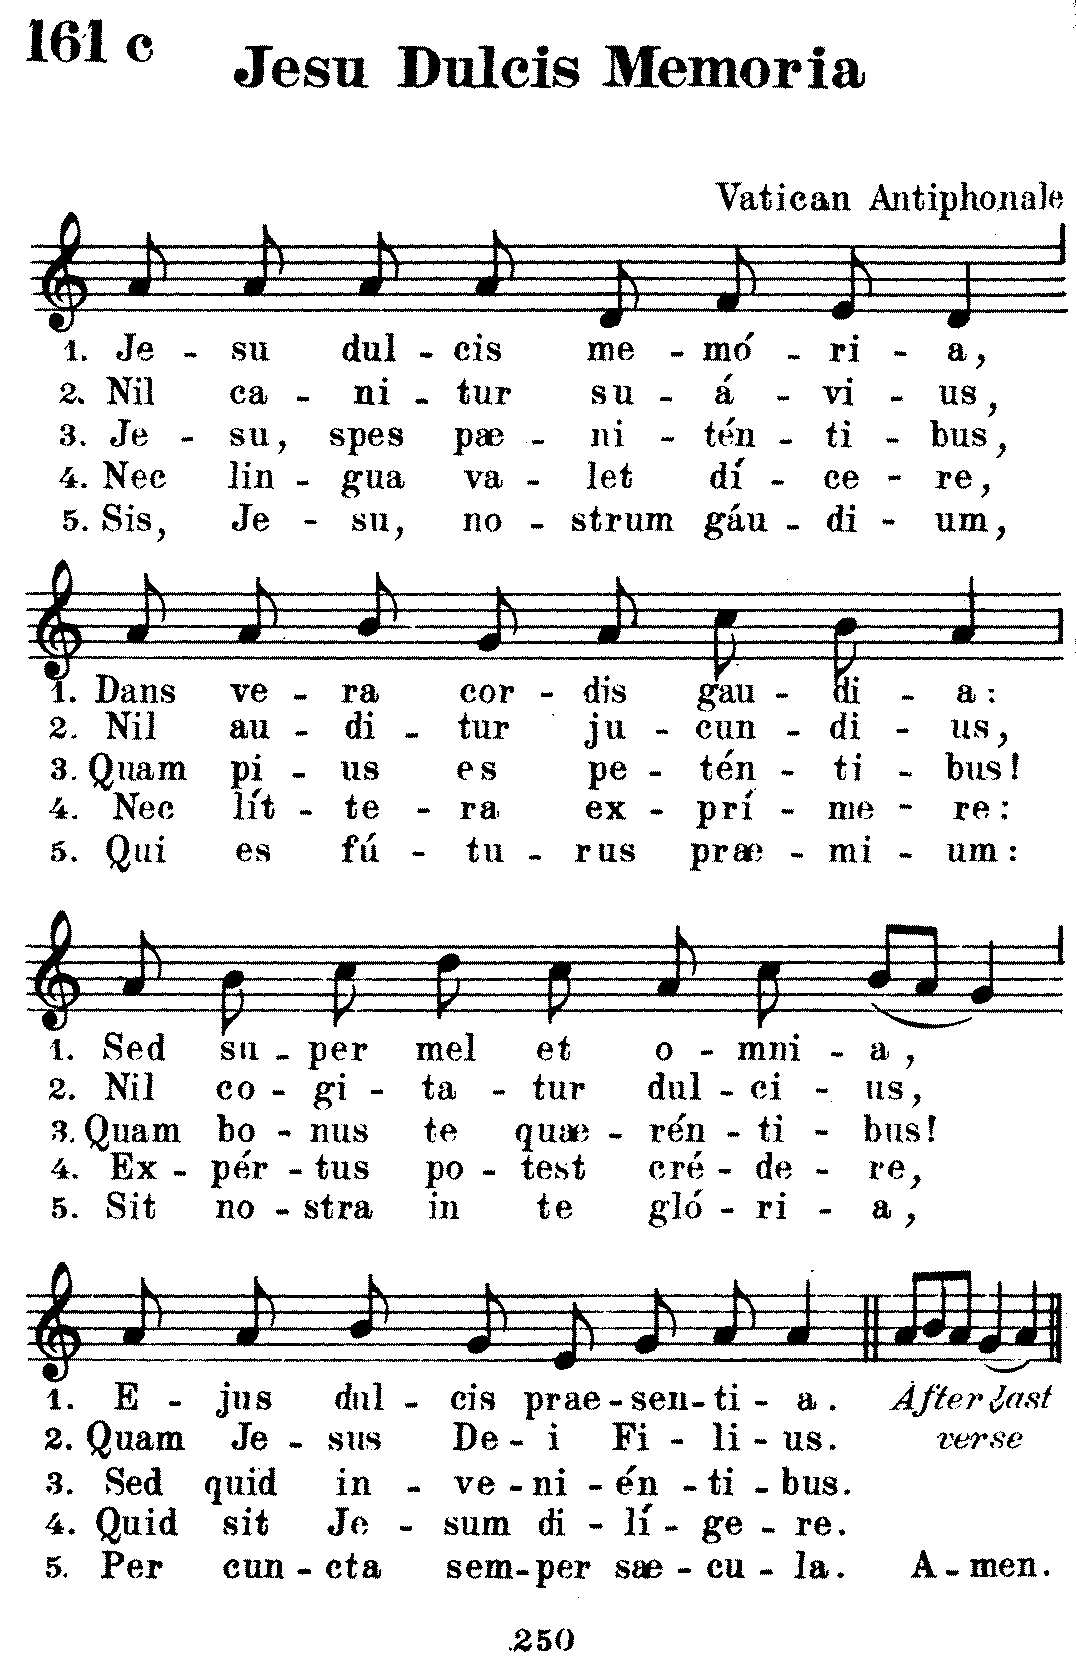 161 c
Jesu Dulcis Memoria
Vatican Antiphonale
1. Je - su dul - cis me - mó - ri - a,
2. Nil ca - ni - tur su - á - vi - us,
3. Je - su, spes pæ - ni - tén - ti - bus,
4. Nec lin - gua va - let dí - ce - re,
5. Sis, Je - su, no - strum gáu - di - um,
1. Dans ve - ra cor - dis gau - di - a:
2. Nil au - di - tur ju - cun - di - us,
3. Quam pi - us es pe - tén - ti - bus!
4. Nec lít - te - ra ex - prí - me - re:
5. Qui es fú - tu - rus præ - mi - um:
1. Sed su - per mel et o - mni - a,
2. Nil co - gi - ta - tur dul - ci - us,
3. Quam bo - nus te quæ - rén - ti - bus!
4. Ex - pér - tus po - test cré - de - re,
5. Sit no - stra in te gló - ri - a,
1. E - jus dul - cis prae - sen - ti - a. After last
2. Quam Je - sus De - i Fi - li - us. verse
3. Sed quid in - ve - ni - én - ti - bus.
4. Quid sit Je - sum di - lí - ge - re.
5. Per cun - cta sem - per sæ - cu - la. A - men.
250